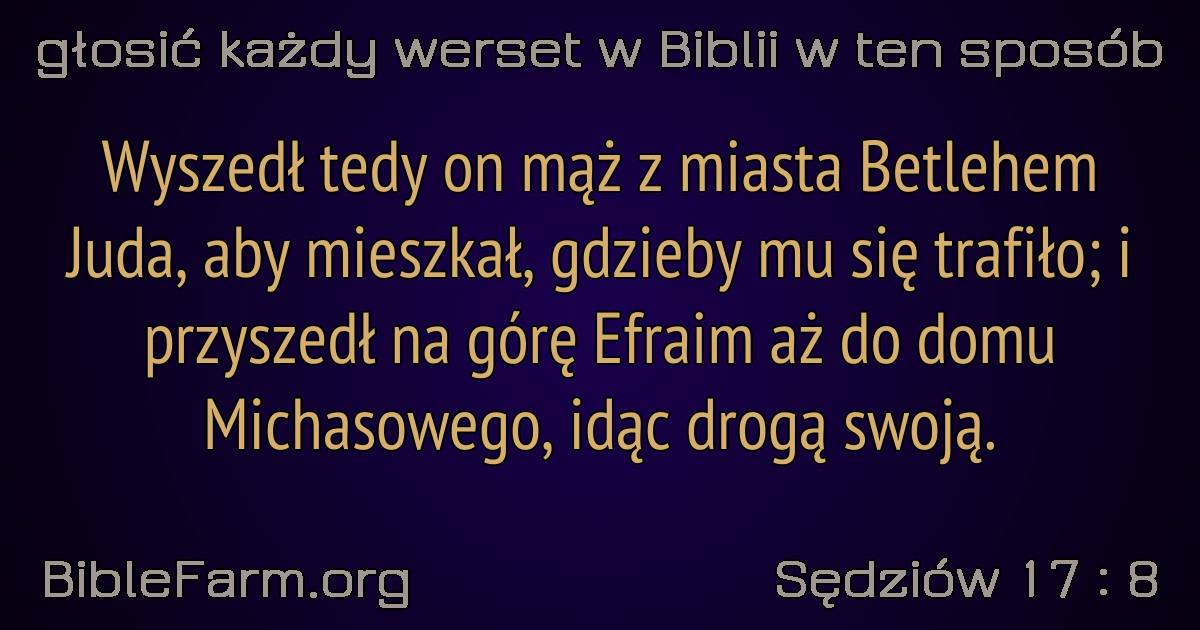 głosić każdy werset w Biblii w ten sposób
Wyszedł tedy on mąż z miasta Betlehem
Juda, aby mieszkał, gdzieby mu się trafiło; i
przyszedł na górę Efraim aż do domu
Michasowego, idąc drogą swoją.
BibleFarm.org
Sędziów 17 : 8